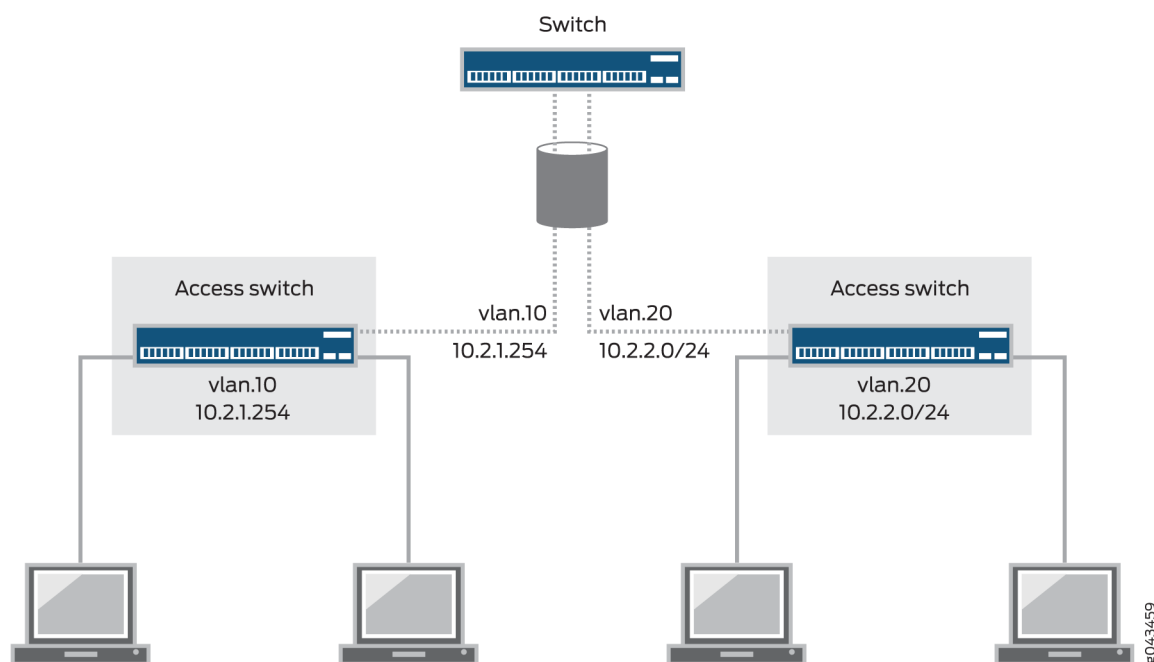 Switch
Access switch
Access switch
vlan.10
vlan.20
10.2.1.254
10.2.2.0/24
vlan.10
10.2.1.254
vlan.20
10.2.2.0/24
g043459